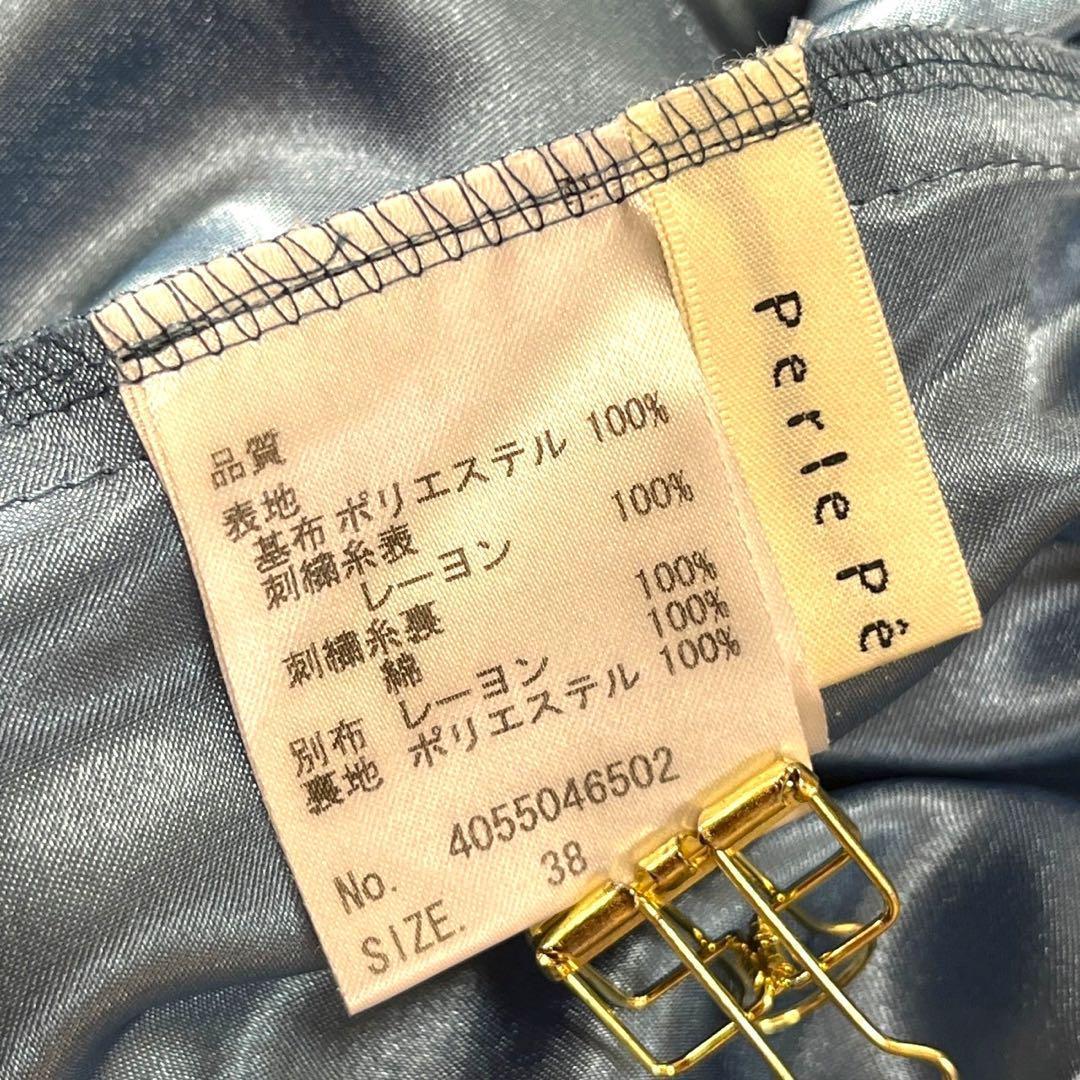 品質
表地
基布 ポリエステル 100%
刺繍糸表
レーヨン 100%
刺繍糸裏
綿 100%
別布 レーヨン 100%
裏地 ポリエステル 100%
No. 4055046502
SIZE. 38
Perle Pê